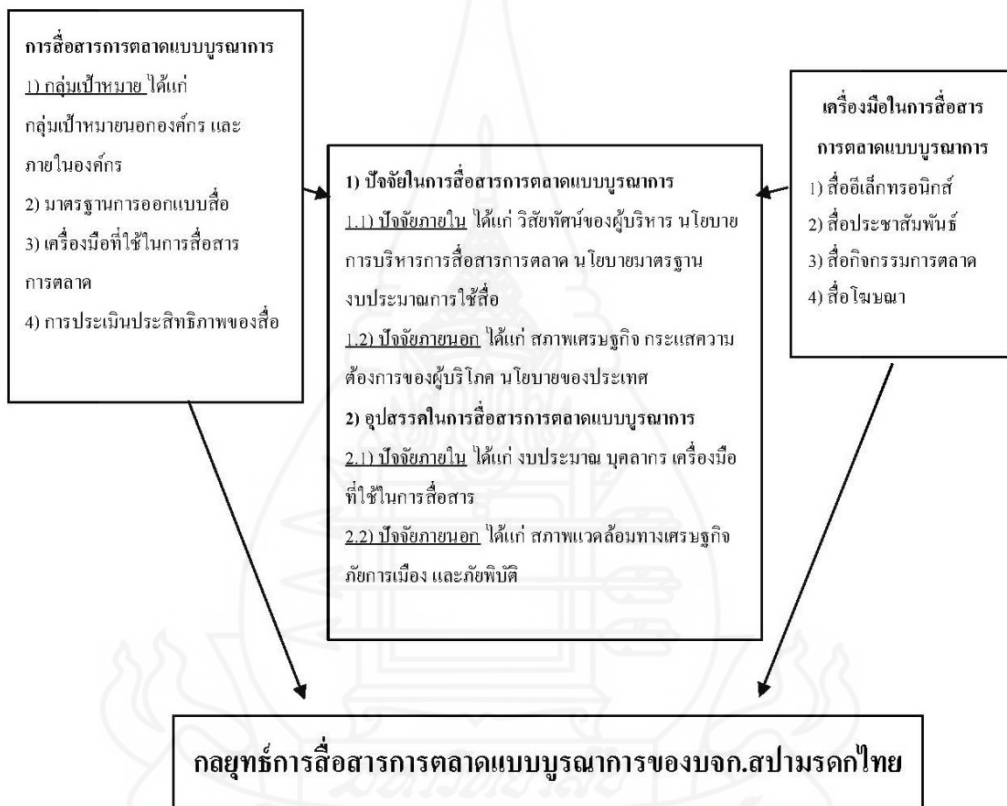 การสื่อสารการตลาดแบบบูรณาการ
1) กลุ่มเป้าหมาย ได้แก่
กลุ่มเป้าหมายนอกองค์กร และ
ภายในองค์กร
2) มาตรฐานการออกแบบสื่อ
3) เครื่องมือที่ใช้ในการสื่อสาร
การตลาด
4) การประเมินประสิทธิภาพของสื่อ
1) ปัจจัยในการสื่อสารการตลาดแบบบูรณาการ
1.1) ปัจจัยภายใน ได้แก่ วิสัยทัศน์ของผู้บริหาร นโยบาย
การบริหารการสื่อสารการตลาด นโยบายมาตรฐาน
งบประมาณการใช้สื่อ
1.2) ปัจจัยภายนอก ได้แก่ สภาพเศรษฐกิจ กระแสความ
ต้องการของผู้บริโภค นโยบายของประเทศ
2) อุปสรรคในการสื่อสารการตลาดแบบบูรณาการ
2.1) ปัจจัยภายใน ได้แก่ งบประมาณ บุคลากร เครื่องมือ
ที่ใช้ในการสื่อสาร
2.2) ปัจจัยภายนอก ได้แก่ สภาพแวดล้อมทางเศรษฐกิจ
ภัยการเมือง และภัยพิบัติ
เครื่องมือในการสื่อสาร
การตลาดแบบบูรณาการ
1) สื่ออีเล็กทรอนิกส์
2) สื่อประชาสัมพันธ์
3) สื่อกิจกรรมการตลาด
4) สื่อโฆษณา
กลยุทธ์การสื่อสารการตลาดแบบบูรณาการของบจก.สปามรดกไทย